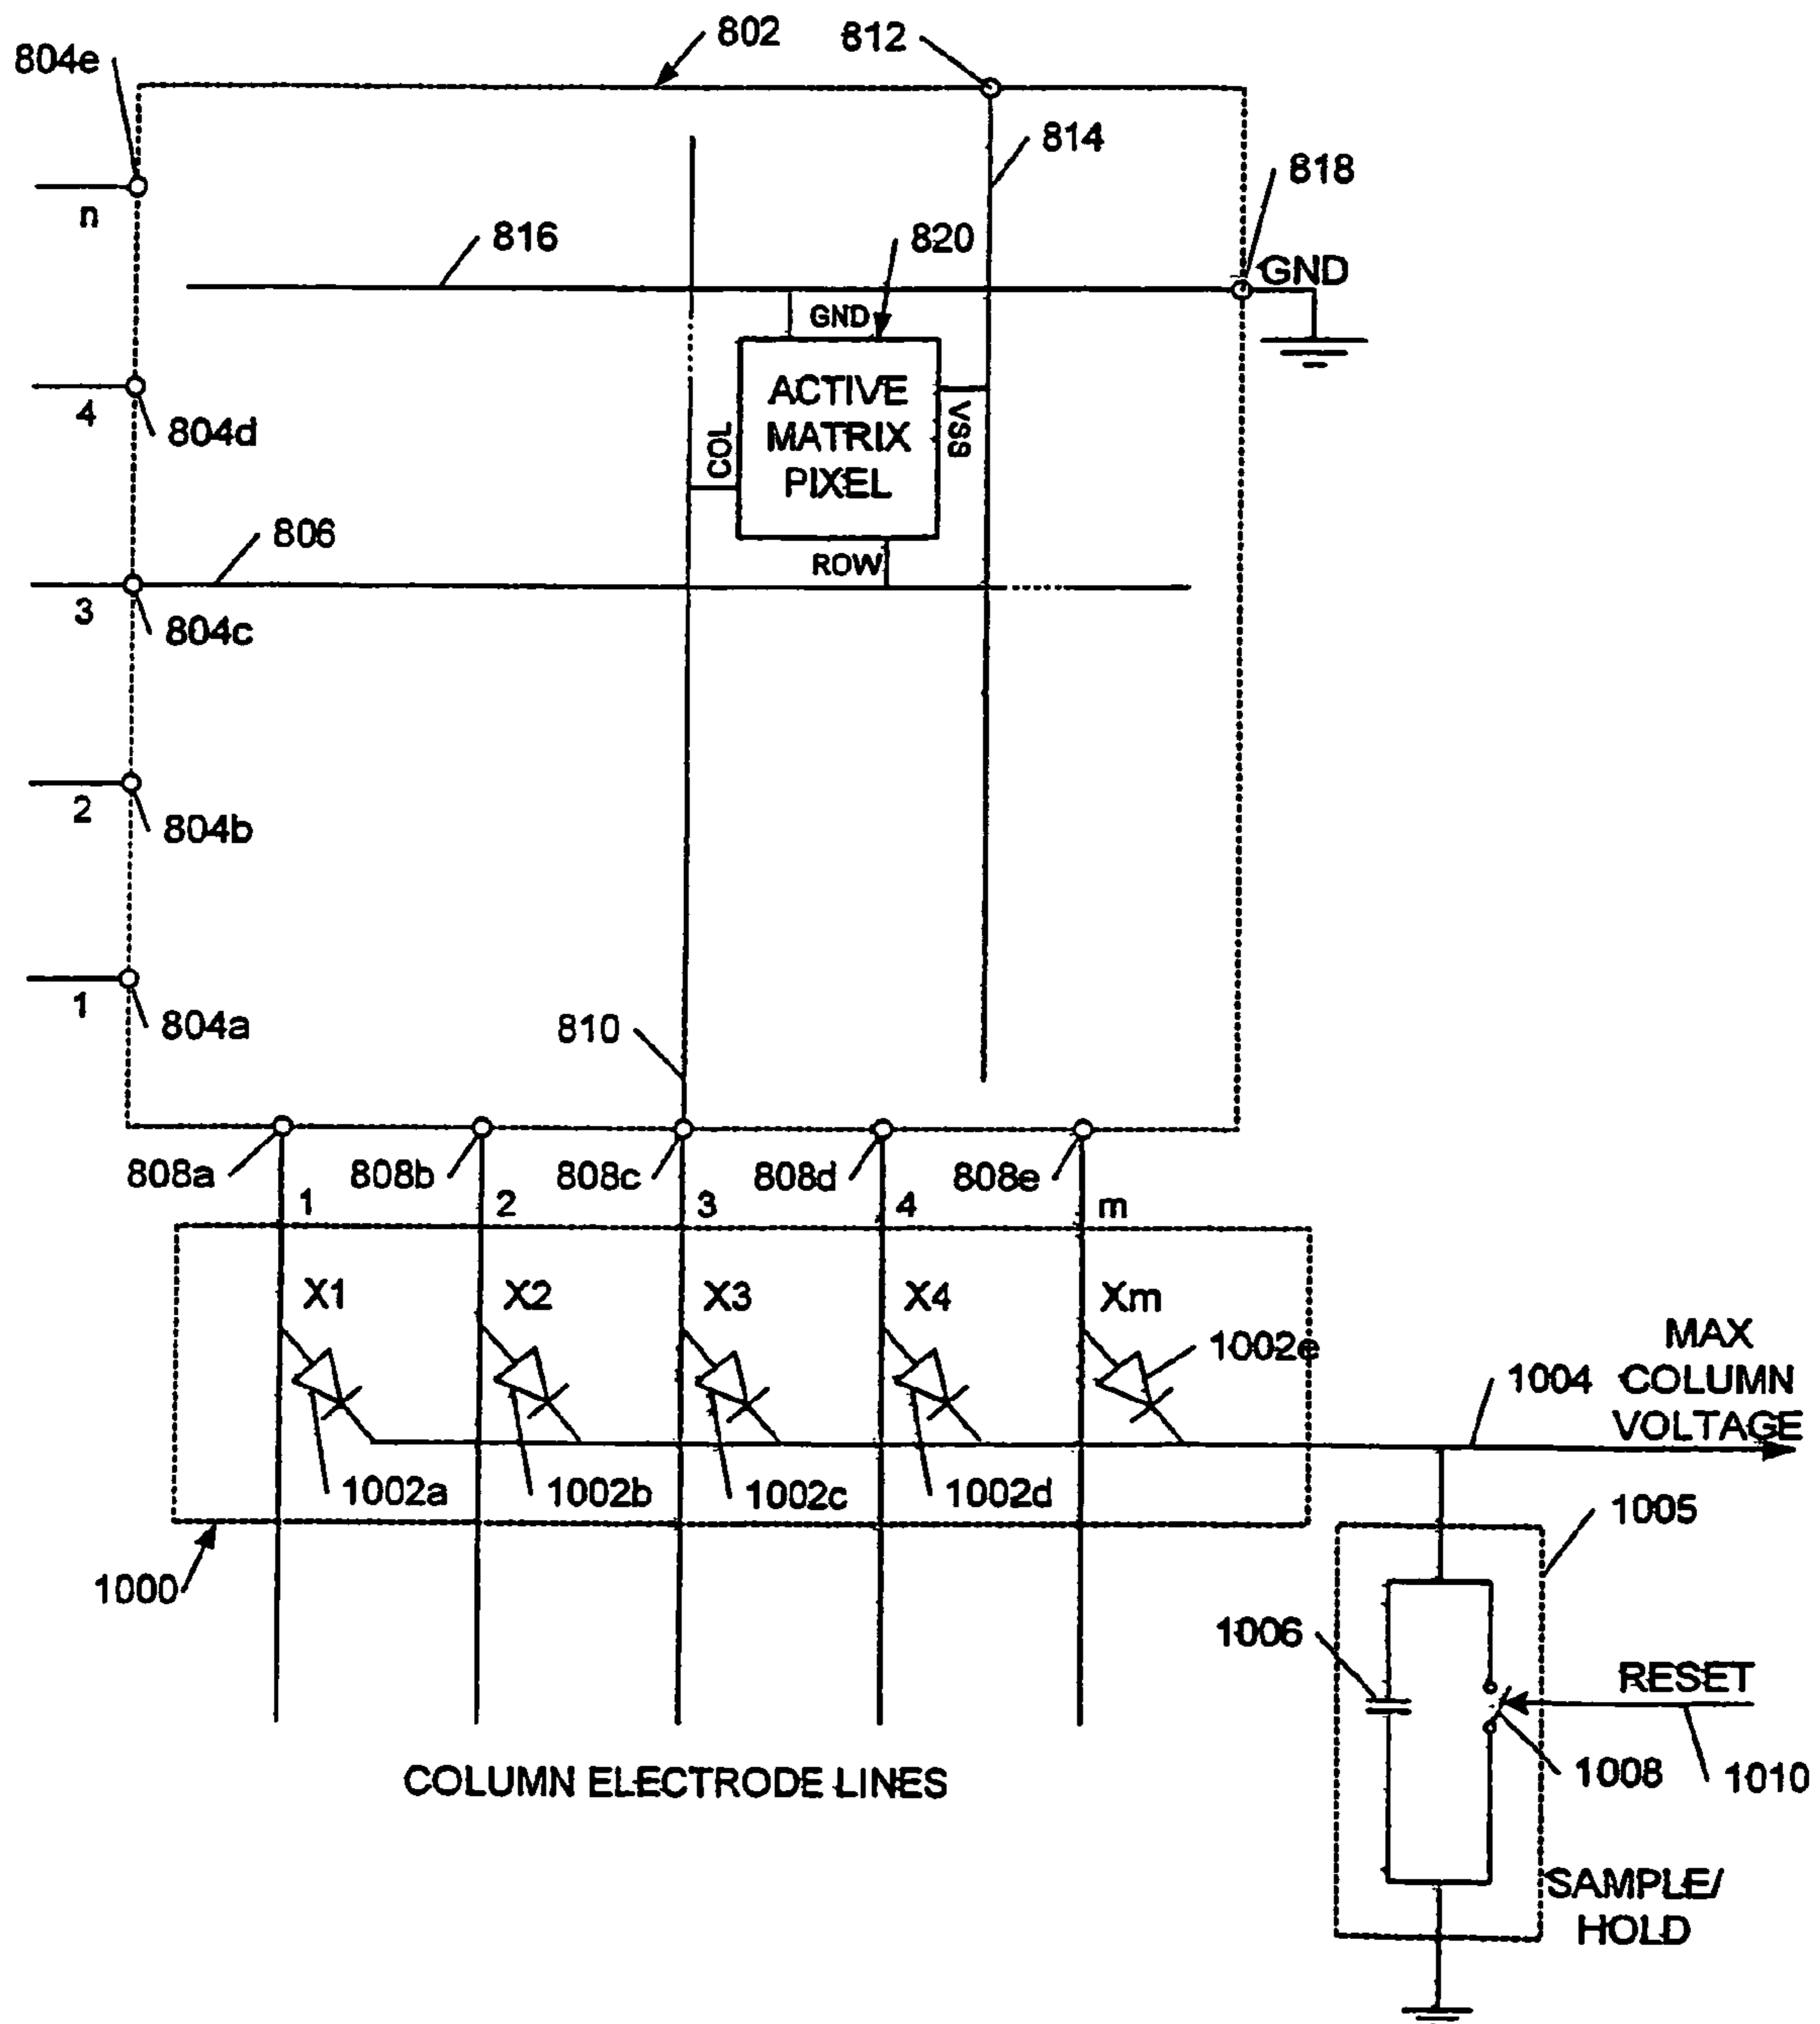 802
812
804e
814
818
n
816
820
GND
GND
ACTIVE
MATRIX
PIXEL
COL
VSS
4
804d
806
ROW
3
804c
2
804b
1
804a
810
808a
808b
808c
808d
808e
1
2
3
4
m
X1
X2
X3
X4
Xm
1002e
MAX
COLUMN
VOLTAGE
1004
1002a
1002b
1002c
1002d
1005
1000
1006
RESET
1008
1010
COLUMN ELECTRODE LINES
SAMPLE/
HOLD